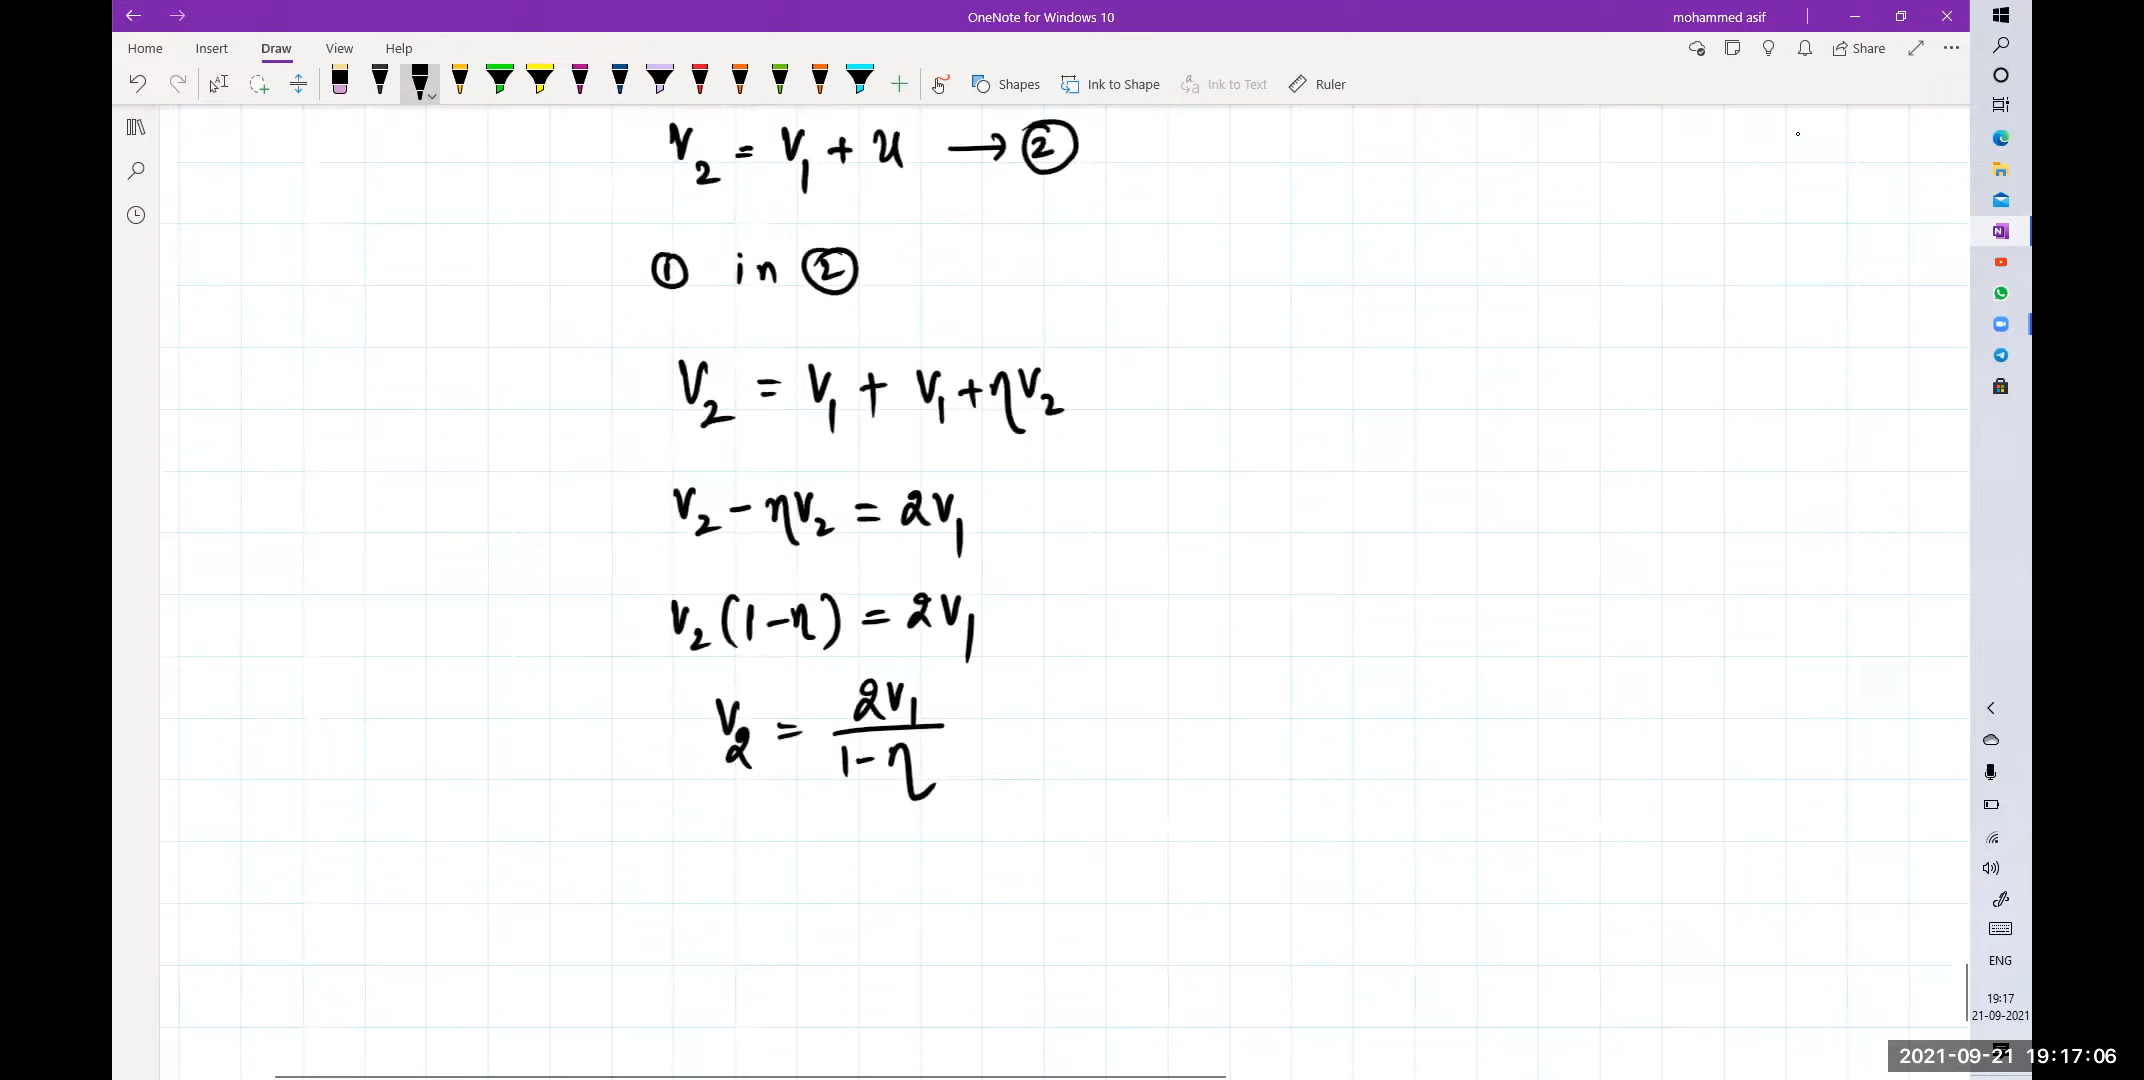 OneNote for Windows 10
mohammed asif
Home Insert Draw View Help
Share
Shapes Ink to Shape Ink to Text Ruler
V₂ = V₁ + u → ②
① in ②
V₂ = V₁ + V₁ + ηV₂
V₂ - ηV₂ = 2V₁
V₂ (1 - η) = 2V₁
V₂ = 2V₁ / 1 - η
ENG
19:17
21-09-2021
2021-09-21 19:17:06